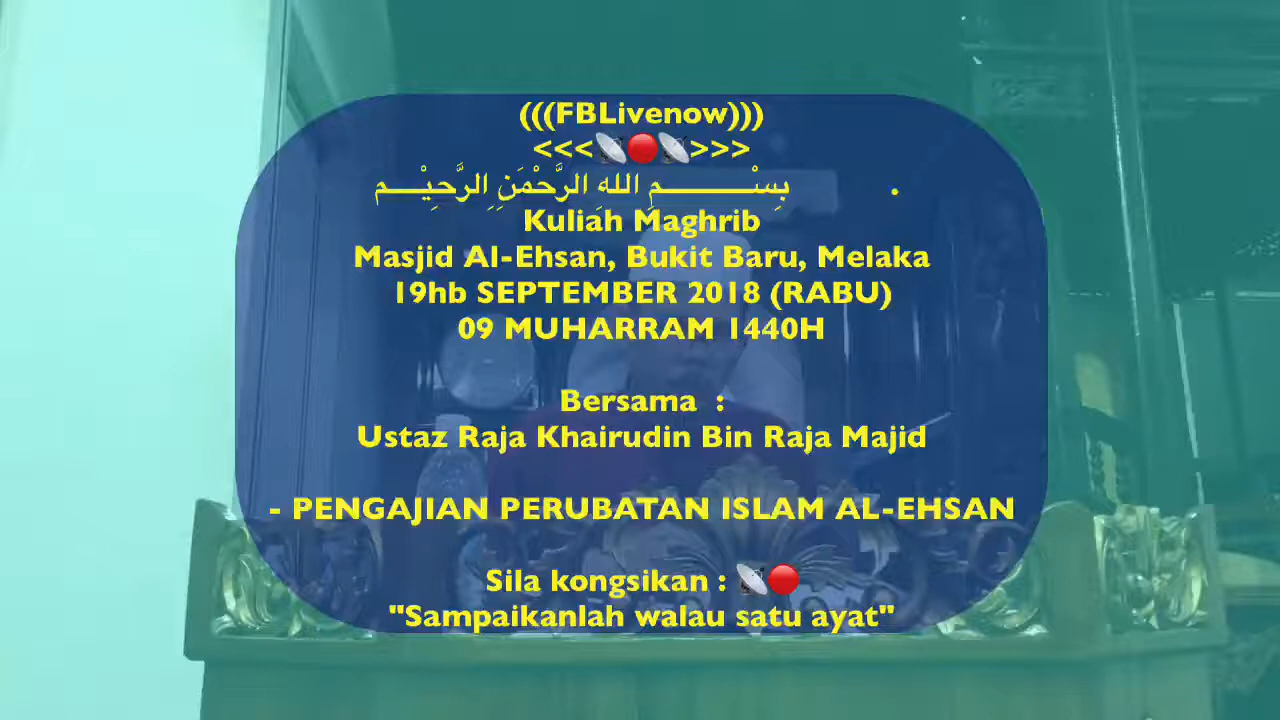 (((FBLivenow)))
<<<📡🔴📡>>>
بِسْـــــــــمِ اللهِ الرَّحْمَنِ الرَّحِيْـــم .
Kuliah Maghrib
Masjid Al-Ehsan, Bukit Baru, Melaka
19hb SEPTEMBER 2018 (RABU)
09 MUHARRAM 1440H
Bersama :
Ustaz Raja Khairudin Bin Raja Majid
- PENGAJIAN PERUBATAN ISLAM AL-EHSAN
Sila kongsikan : 📡🔴
"Sampaikanlah walau satu ayat"